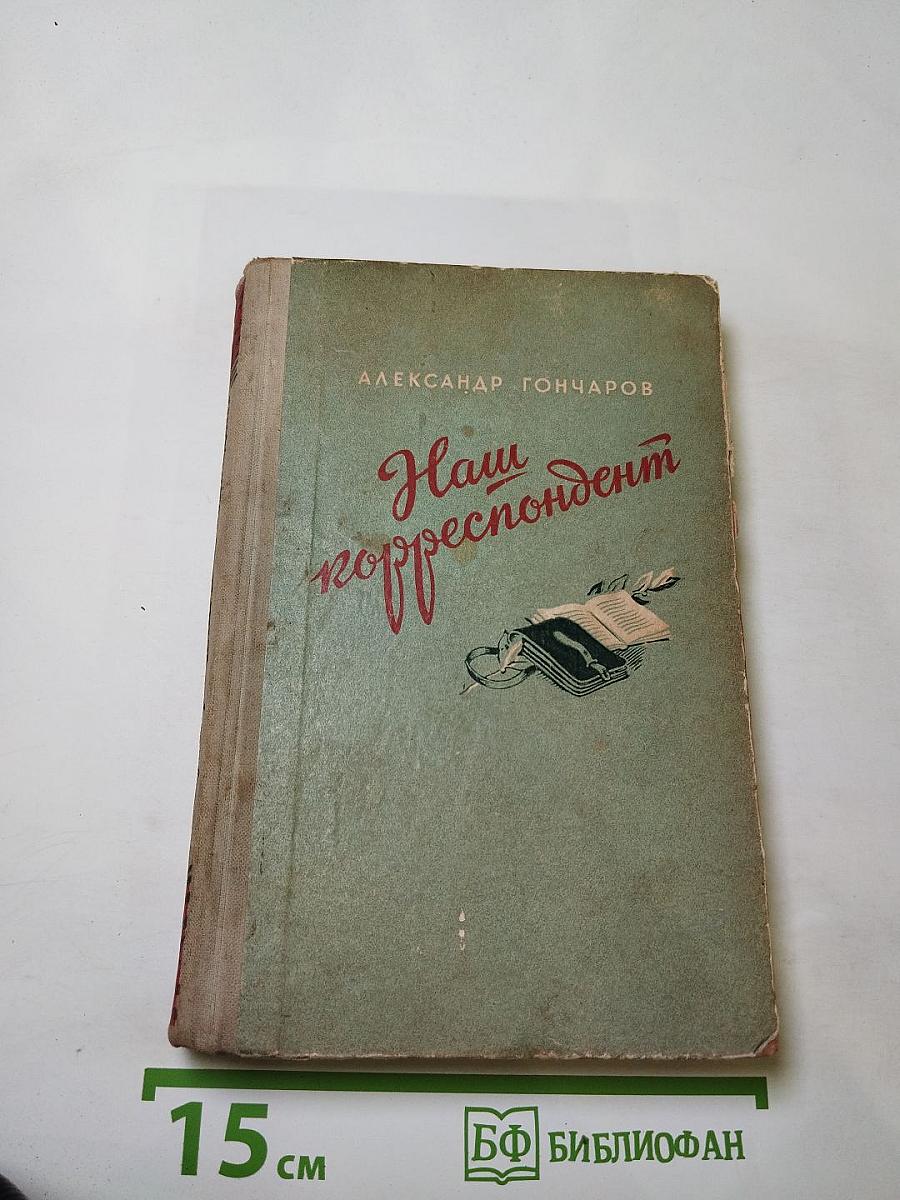 АЛЕКСАНДР ГОНЧАРОВ
Наш
корреспондент
15 см
БФ БИБЛИОФАН